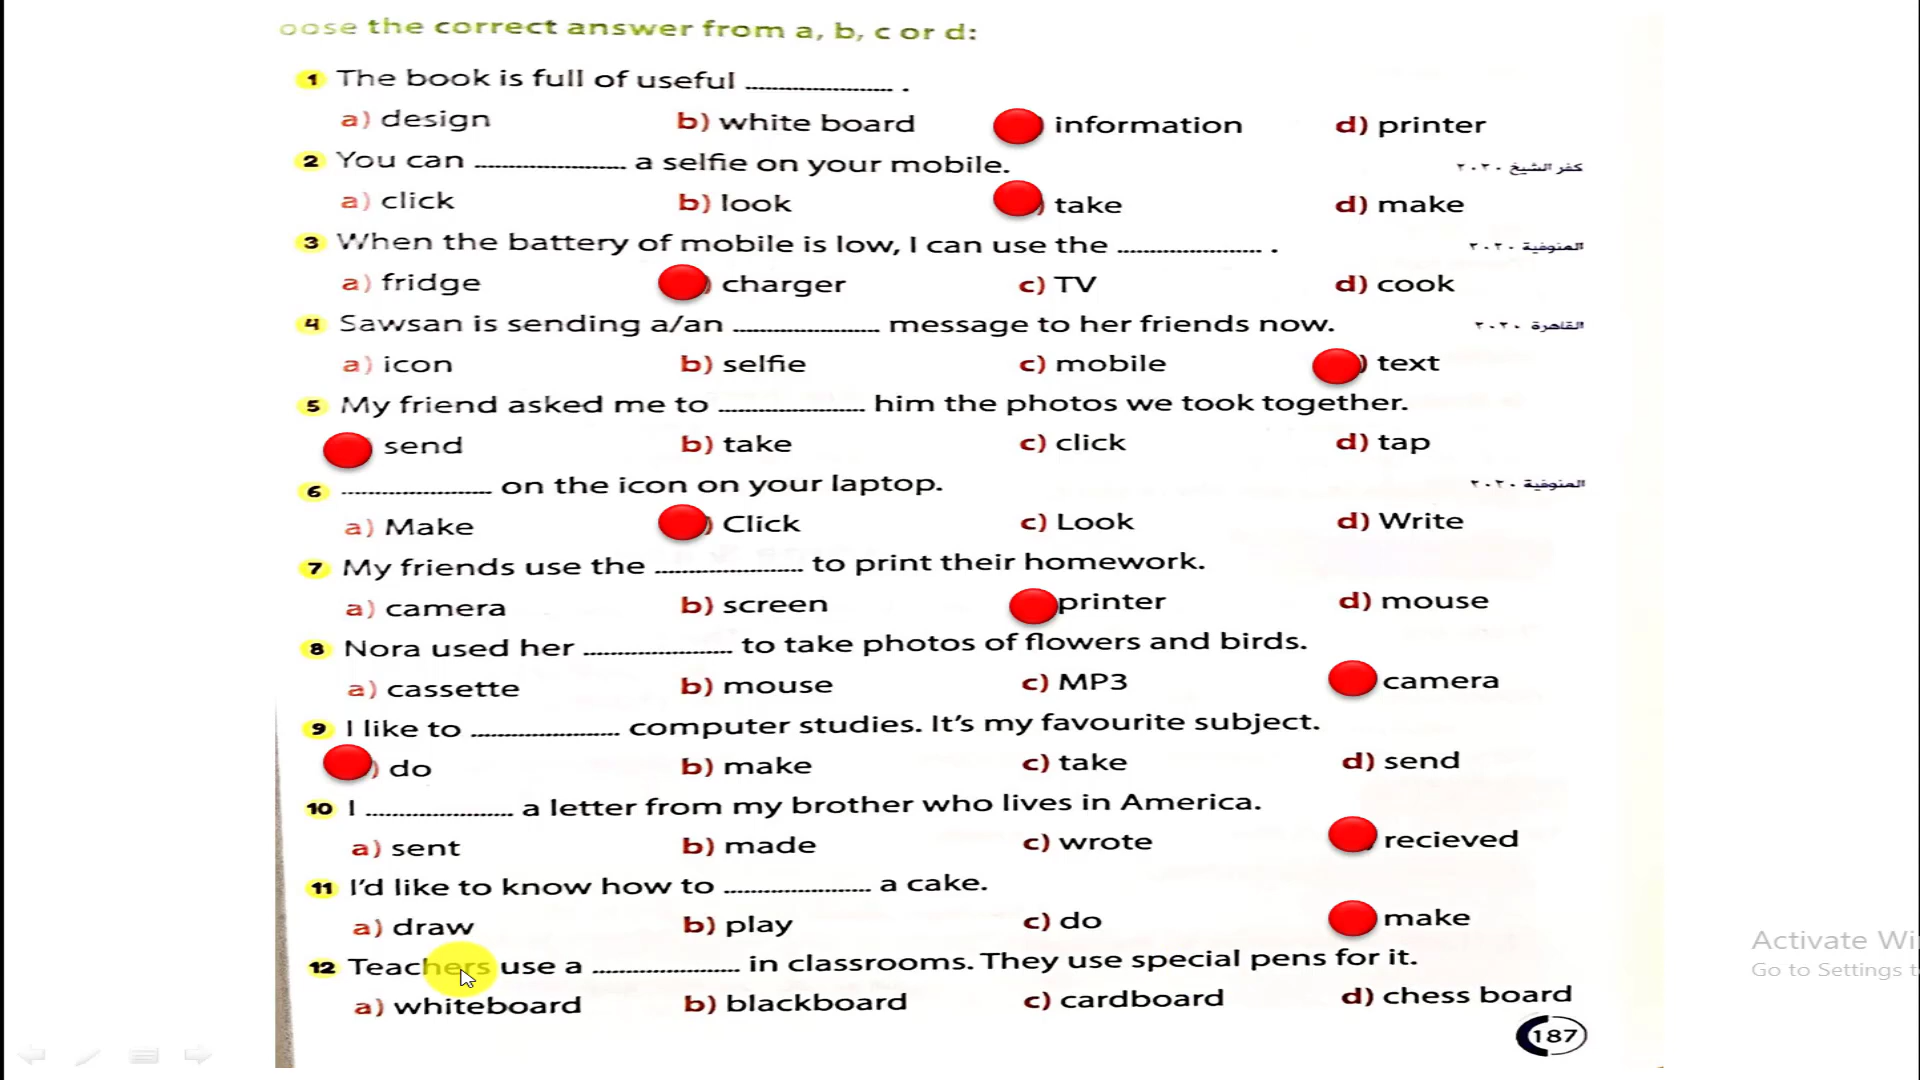 oose the correct answer from a, b, c or d:
1 The book is full of useful ........................ .
a) design b) white board information d) printer
2 You can ........................ a selfie on your mobile. كفر الشيخ ٢٠٢٠
a) click b) look ) take d) make
3 When the battery of mobile is low, I can use the ........................ . المنوفية ٢٠٢٠
a) fridge ) charger c) TV d) cook
4 Sawsan is sending a/an ........................ message to her friends now. القاهرة ٢٠٢٠
a) icon b) selfie c) mobile ) text
5 My friend asked me to ........................ him the photos we took together.
send b) take c) click d) tap
6 ........................ on the icon on your laptop. المنوفية ٢٠٢٠
a) Make ) Click c) Look d) Write
7 My friends use the ........................ to print their homework.
a) camera b) screen printer d) mouse
8 Nora used her ........................ to take photos of flowers and birds.
a) cassette b) mouse c) MP3 camera
9 I like to ........................ computer studies. It's my favourite subject.
) do b) make c) take d) send
10 I ........................ a letter from my brother who lives in America.
a) sent b) made c) wrote ) recieved
11 I'd like to know how to ........................ a cake.
a) draw b) play c) do make
12 Teachers use a ........................ in classrooms. They use special pens for it.
a) whiteboard b) blackboard c) cardboard d) chess board
187
Activate Wi
Go to Settings t